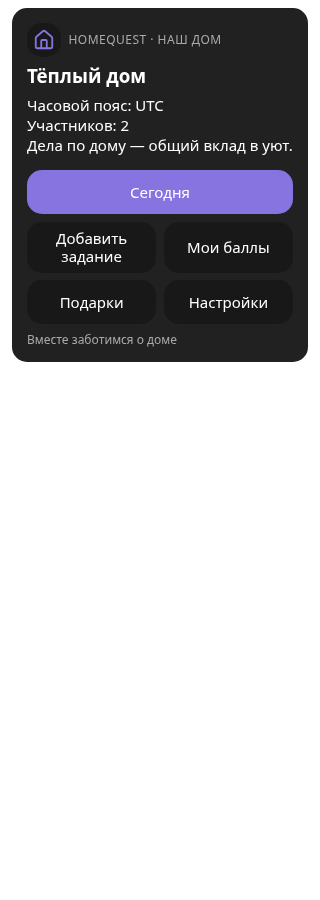 HOMEQUEST · НАШ ДОМ
Тёплый дом
Часовой пояс: UTC
Участников: 2
Дела по дому — общий вклад в уют.
Сегодня
Добавить
задание
Мои баллы
Подарки
Настройки
Вместе заботимся о доме